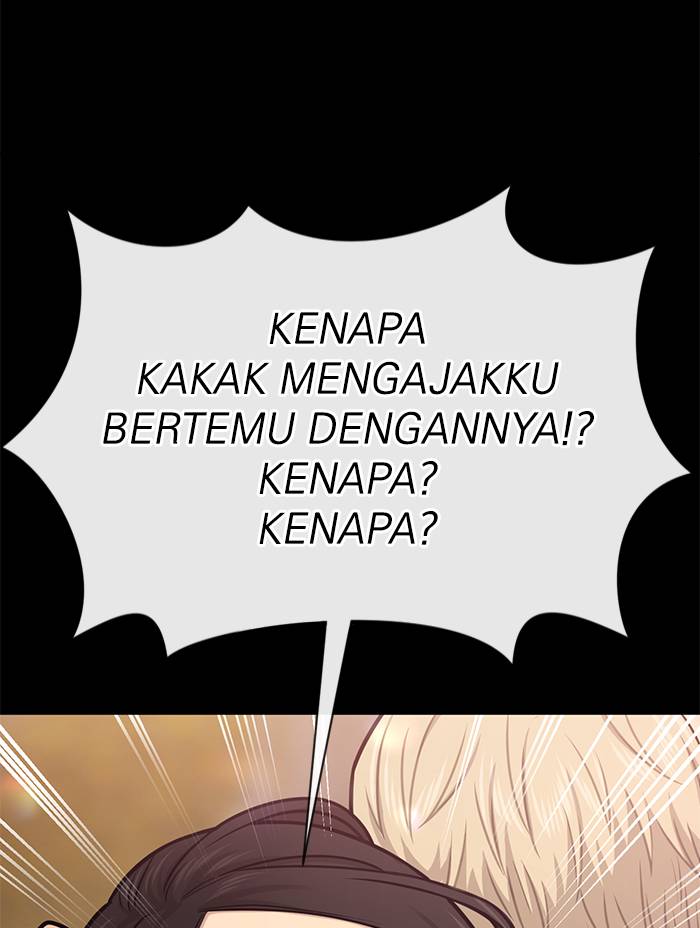 KENAPA
KAKAK MENGAJAKKU
BERTEMU DENGANNYA!?
KENAPA?
KENAPA?